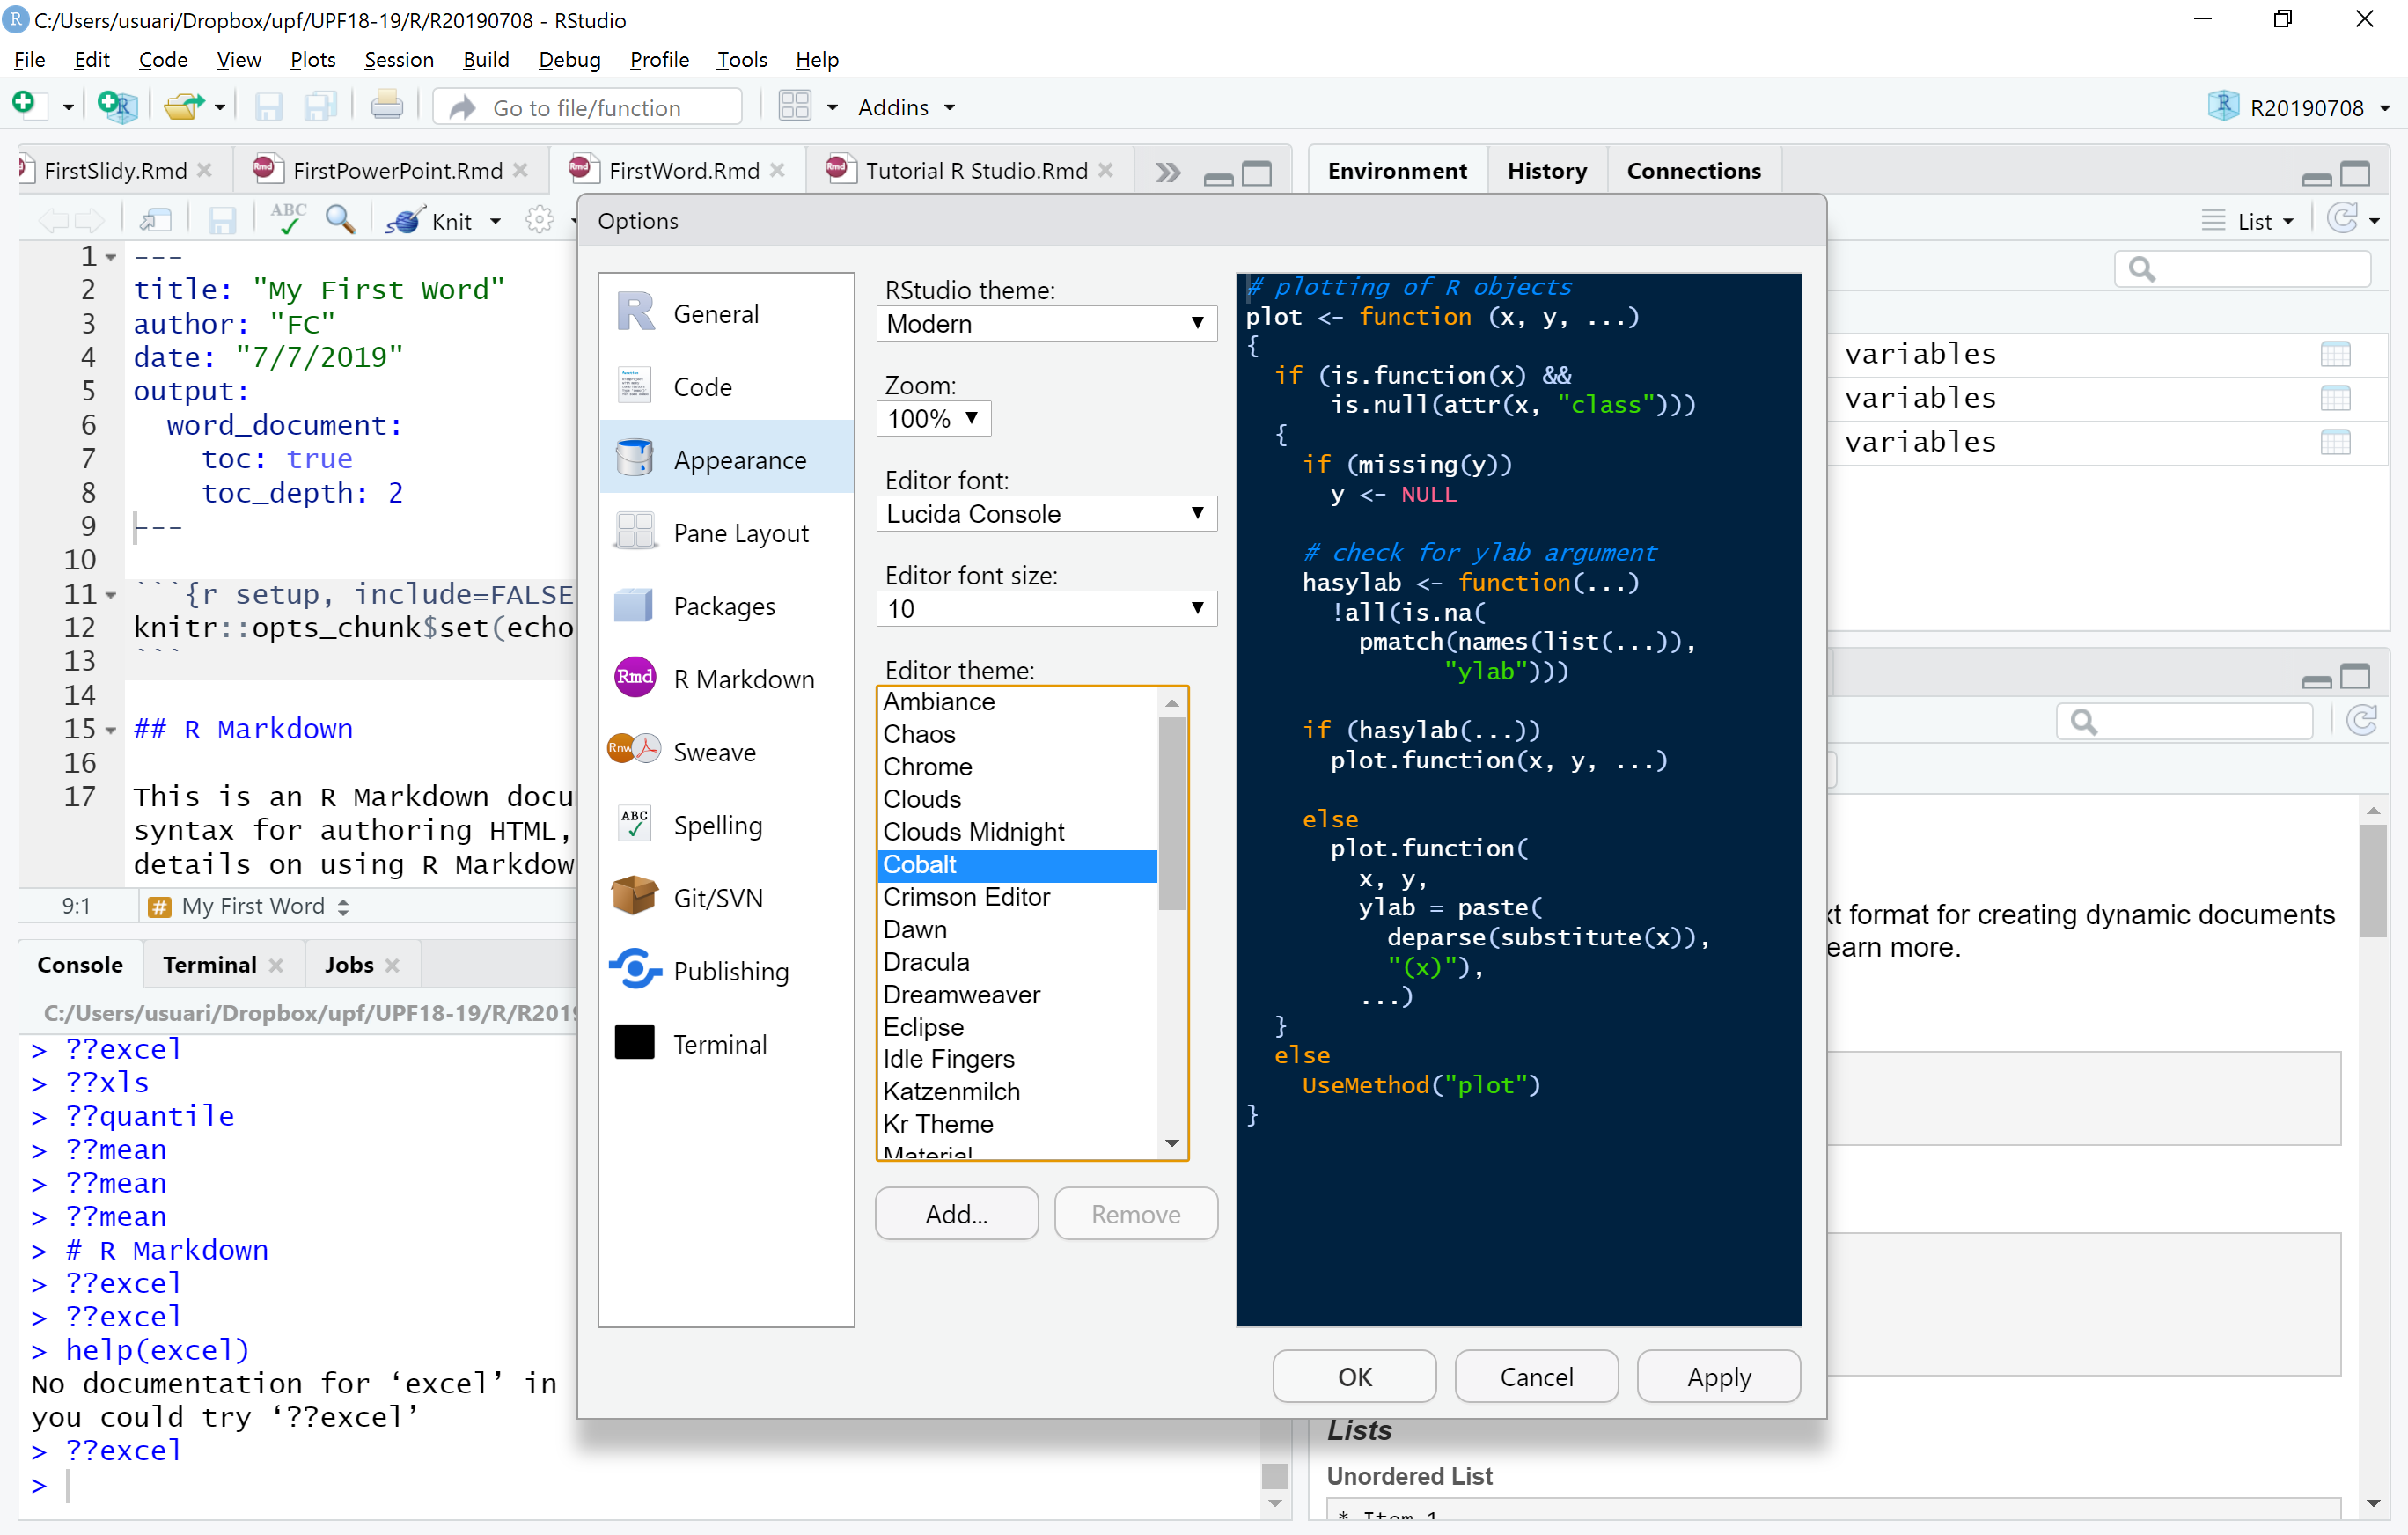 C:/Users/usuari/Dropbox/upf/UPF18-19/R/R20190708 - RStudio
File Edit Code View Plots Session Build Debug Profile Tools Help
Go to file/function Addins R20190708
FirstSlidy.Rmd FirstPowerPoint.Rmd FirstWord.Rmd Tutorial R Studio.Rmd
Environment History Connections
ABC Knit
List
1 ---
2 title: "My First Word"
3 author: "FC"
4 date: "7/7/2019"
5 output:
6 word_document:
7 toc: true
8 toc_depth: 2
9 ---
10
11 ```{r setup, include=FALSE
12 knitr::opts_chunk$set(echo
13 ```
14
15 ## R Markdown
16
17 This is an R Markdown docu
syntax for authoring HTML,
details on using R Markdow
9:1 # My First Word
Console Terminal Jobs
C:/Users/usuari/Dropbox/upf/UPF18-19/R/R201
> ??excel
> ??xls
> ??quantile
> ??mean
> ??mean
> ??mean
> # R Markdown
> ??excel
> ??excel
> help(excel)
No documentation for ‘excel’ in
you could try ‘??excel’
> ??excel
>
Options
General
Code
Appearance
Pane Layout
Packages
Rmd R Markdown
Rnw Sweave
ABC Spelling
Git/SVN
Publishing
Terminal
RStudio theme:
Modern
Zoom:
100%
Editor font:
Lucida Console
Editor font size:
10
Editor theme:
Ambiance
Chaos
Chrome
Clouds
Clouds Midnight
Cobalt
Crimson Editor
Dawn
Dracula
Dreamweaver
Eclipse
Idle Fingers
Katzenmilch
Kr Theme
Material
Add... Remove
# plotting of R objects
plot <- function (x, y, ...)
{
if (is.function(x) &&
is.null(attr(x, "class")))
{
if (missing(y))
y <- NULL
# check for ylab argument
hasylab <- function(...)
!all(is.na(
pmatch(names(list(...)),
"ylab")))
if (hasylab(...))
plot.function(x, y, ...)
else
plot.function(
x, y,
ylab = paste(
deparse(substitute(x)),
"(x)"),
...)
}
else
UseMethod("plot")
}
OK Cancel Apply
variables
variables
variables
xt format for creating dynamic documents
earn more.
Lists
Unordered List
* Item 1